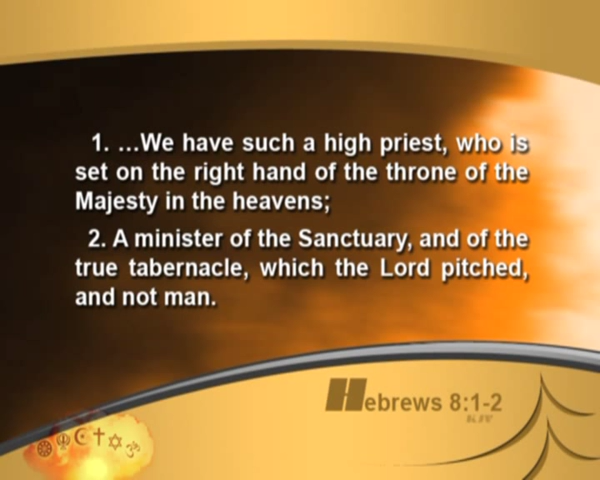 1. ...We have such a high priest, who is
set on the right hand of the throne of the
Majesty in the heavens;
2. A minister of the Sanctuary, and of the
true tabernacle, which the Lord pitched,
and not man.
Hebrews 8:1-2
KJV